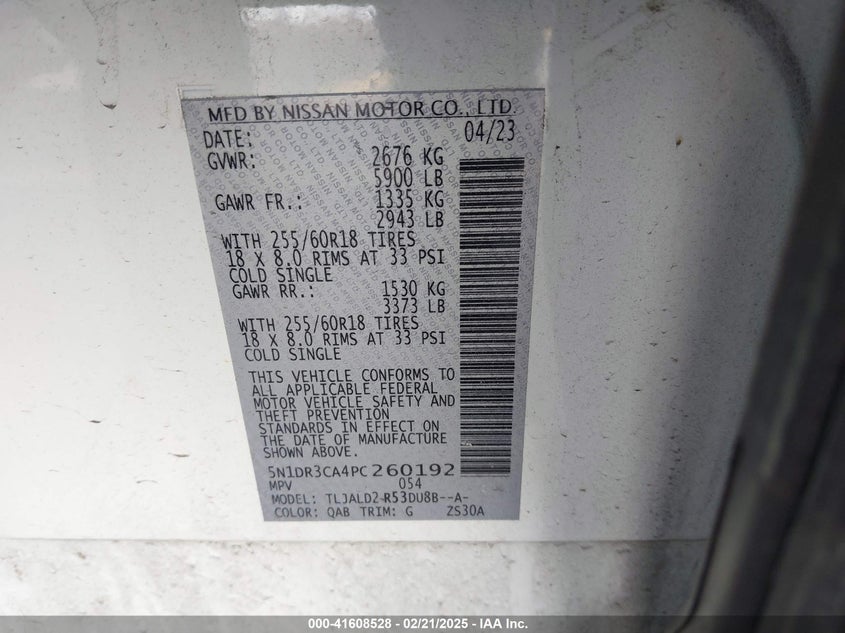 MFD BY NISSAN MOTOR CO., LTD.
DATE: 04/23
GVWR: 2676 KG
5900 LB
GAWR FR.: 1335 KG
2943 LB
WITH 255/60R18 TIRES
18 X 8.0 RIMS AT 33 PSI
COLD SINGLE
GAWR RR.: 1530 KG
3373 LB
WITH 255/60R18 TIRES
18 X 8.0 RIMS AT 33 PSI
COLD SINGLE
THIS VEHICLE CONFORMS TO
ALL APPLICABLE FEDERAL
MOTOR VEHICLE SAFETY AND
THEFT PREVENTION
STANDARDS IN EFFECT ON
THE DATE OF MANUFACTURE
SHOWN ABOVE.
5N1DR3CA4PC260192
MPV 054
MODEL: TLJALD2-R53DU8B--A-
COLOR: QAB TRIM: G ZS30A
000-41608528 - 02/21/2025 - IAA Inc.